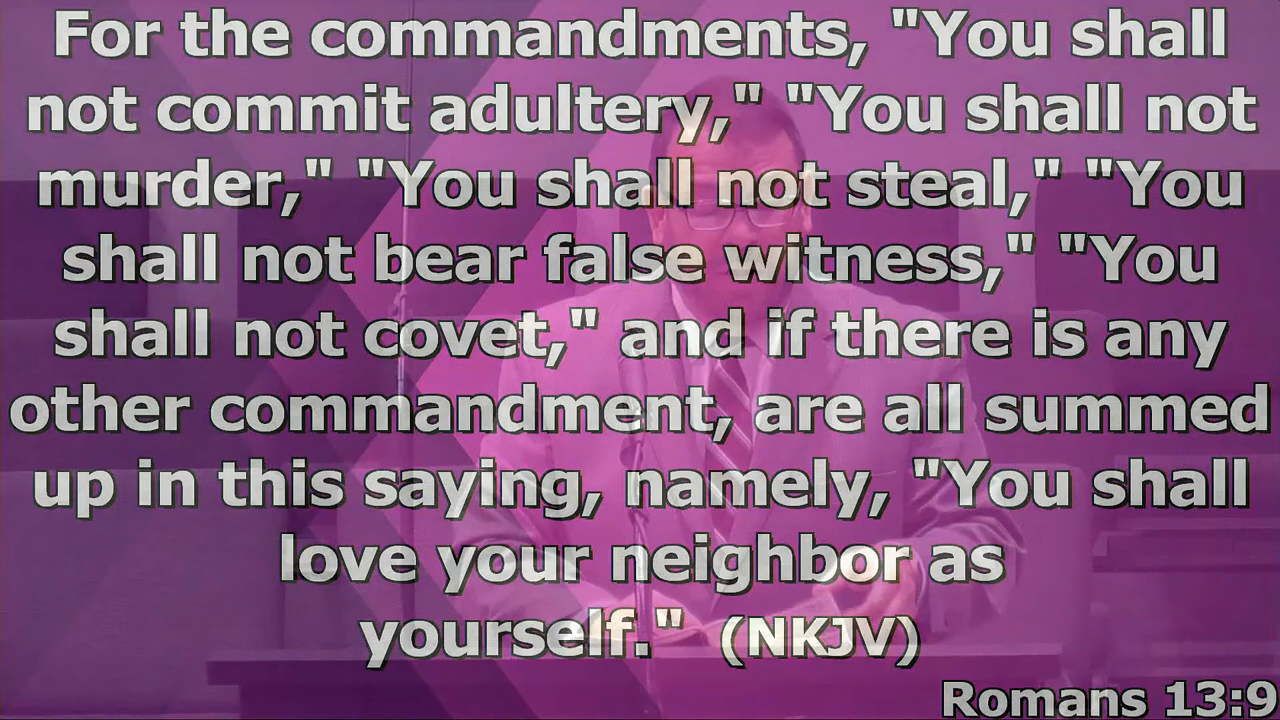 For the commandments, "You shall
not commit adultery," "You shall not
murder," "You shall not steal," "You
shall not bear false witness," "You
shall not covet," and if there is any
other commandment, are all summed
up in this saying, namely, "You shall
love your neighbor as
yourself." (NKJV)
Romans 13:9